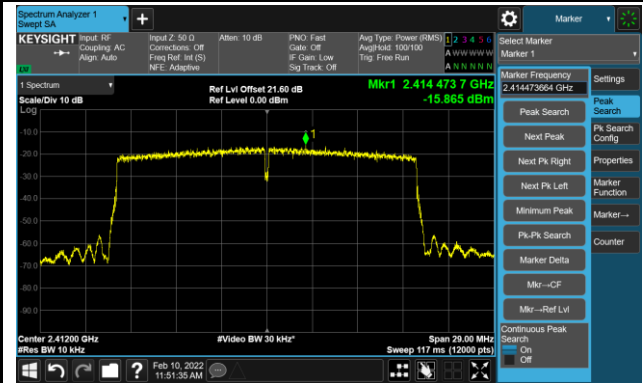 Spectrum Analyzer 1
Swept SA
+
Marker
KEYSIGHT
Input: RF
Coupling: AC
Align: Auto
Input Z: 50 Ω
Corrections: Off
Freq Ref: Int (S)
NFE: Adaptive
Atten: 10 dB
PNO: Fast
Gate: Off
IF Gain: Low
Sig Track: Off
Avg Type: Power (RMS)
Avg|Hold: 100/100
Trig: Free Run
1 2 3 4 5 6
A W W W W W
A N N N N N
Select Marker
Marker 1
1 Spectrum
Scale/Div 10 dB
Log
Ref Lvl Offset 21.60 dB
Ref Level 0.00 dBm
Mkr1 2.414 473 7 GHz
-15.865 dBm
1
-10.0
-20.0
-30.0
-40.0
-50.0
-60.0
-70.0
-80.0
-90.0
Center 2.41200 GHz
#Res BW 10 kHz
#Video BW 30 kHz*
Span 29.00 MHz
Sweep 117 ms (12000 pts)
Marker Frequency
2.414473664 GHz
Peak Search
Next Peak
Next Pk Right
Next Pk Left
Minimum Peak
Pk-Pk Search
Marker Delta
Mkr→CF
Mkr→Ref Lvl
Continuous Peak
Search
On
Off
Settings
Peak
Search
Pk Search
Config
Properties
Marker
Function
Marker→
Counter
?
Feb 10, 2022
11:51:35 AM